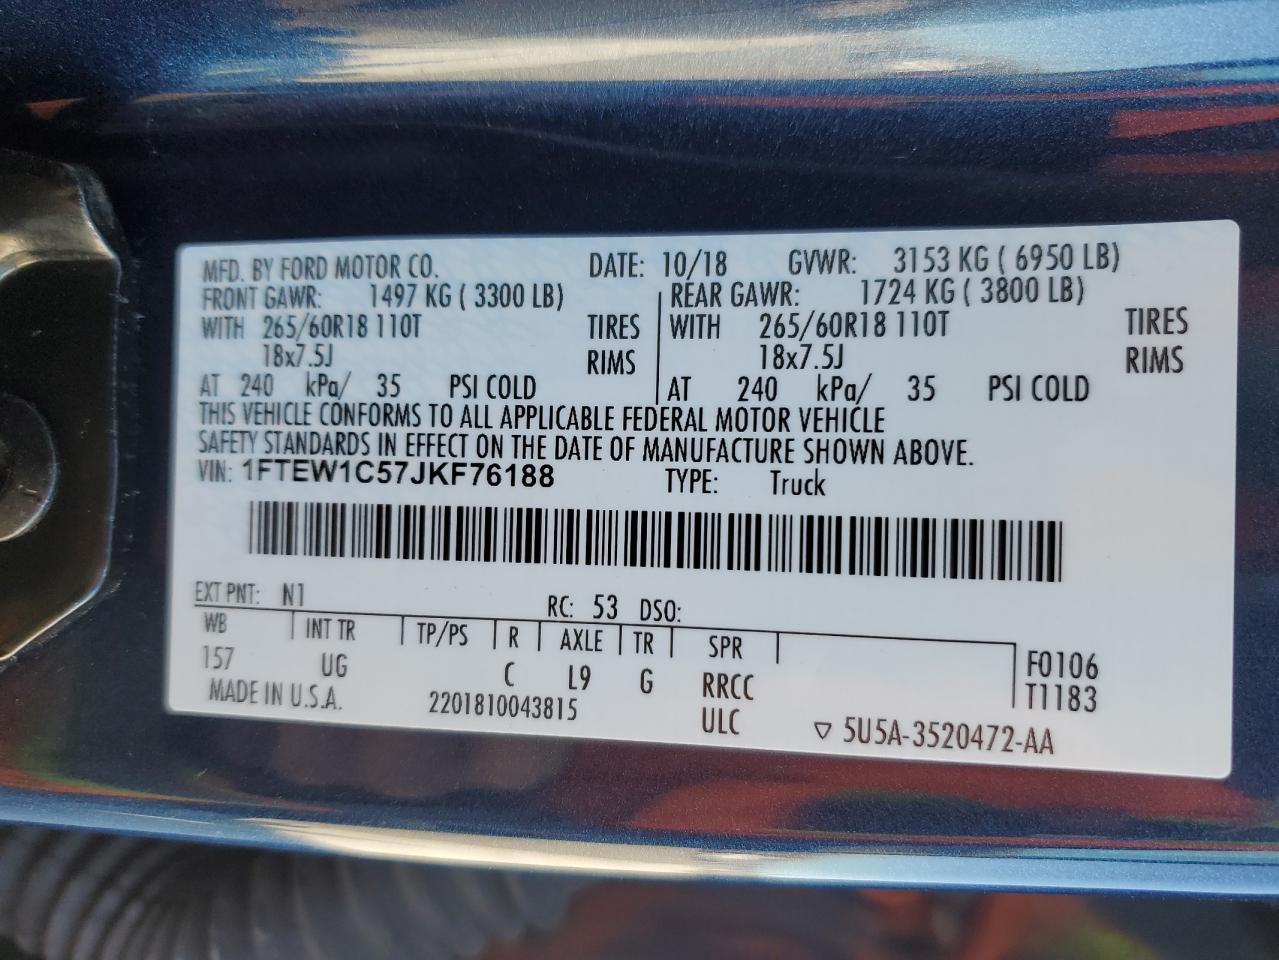 MFD. BY FORD MOTOR CO. DATE: 10/18 GVWR: 3153 KG ( 6950 LB)
FRONT GAWR: 1497 KG ( 3300 LB) REAR GAWR: 1724 KG ( 3800 LB)
WITH 265/60R18 110T TIRES WITH 265/60R18 110T TIRES
18x7.5J RIMS 18x7.5J RIMS
AT 240 kPa/ 35 PSI COLD AT 240 kPa/ 35 PSI COLD
THIS VEHICLE CONFORMS TO ALL APPLICABLE FEDERAL MOTOR VEHICLE
SAFETY STANDARDS IN EFFECT ON THE DATE OF MANUFACTURE SHOWN ABOVE.
VIN: 1FTEW1C57JKF76188 TYPE: Truck
EXT PNT: N1 RC: 53 DSO:
WB INT TR TP/PS R AXLE TR SPR
157 UG C L9 G RRCC F0106
MADE IN U.S.A. 2201810043815 ULC T1183
▽ 5U5A-3520472-AA